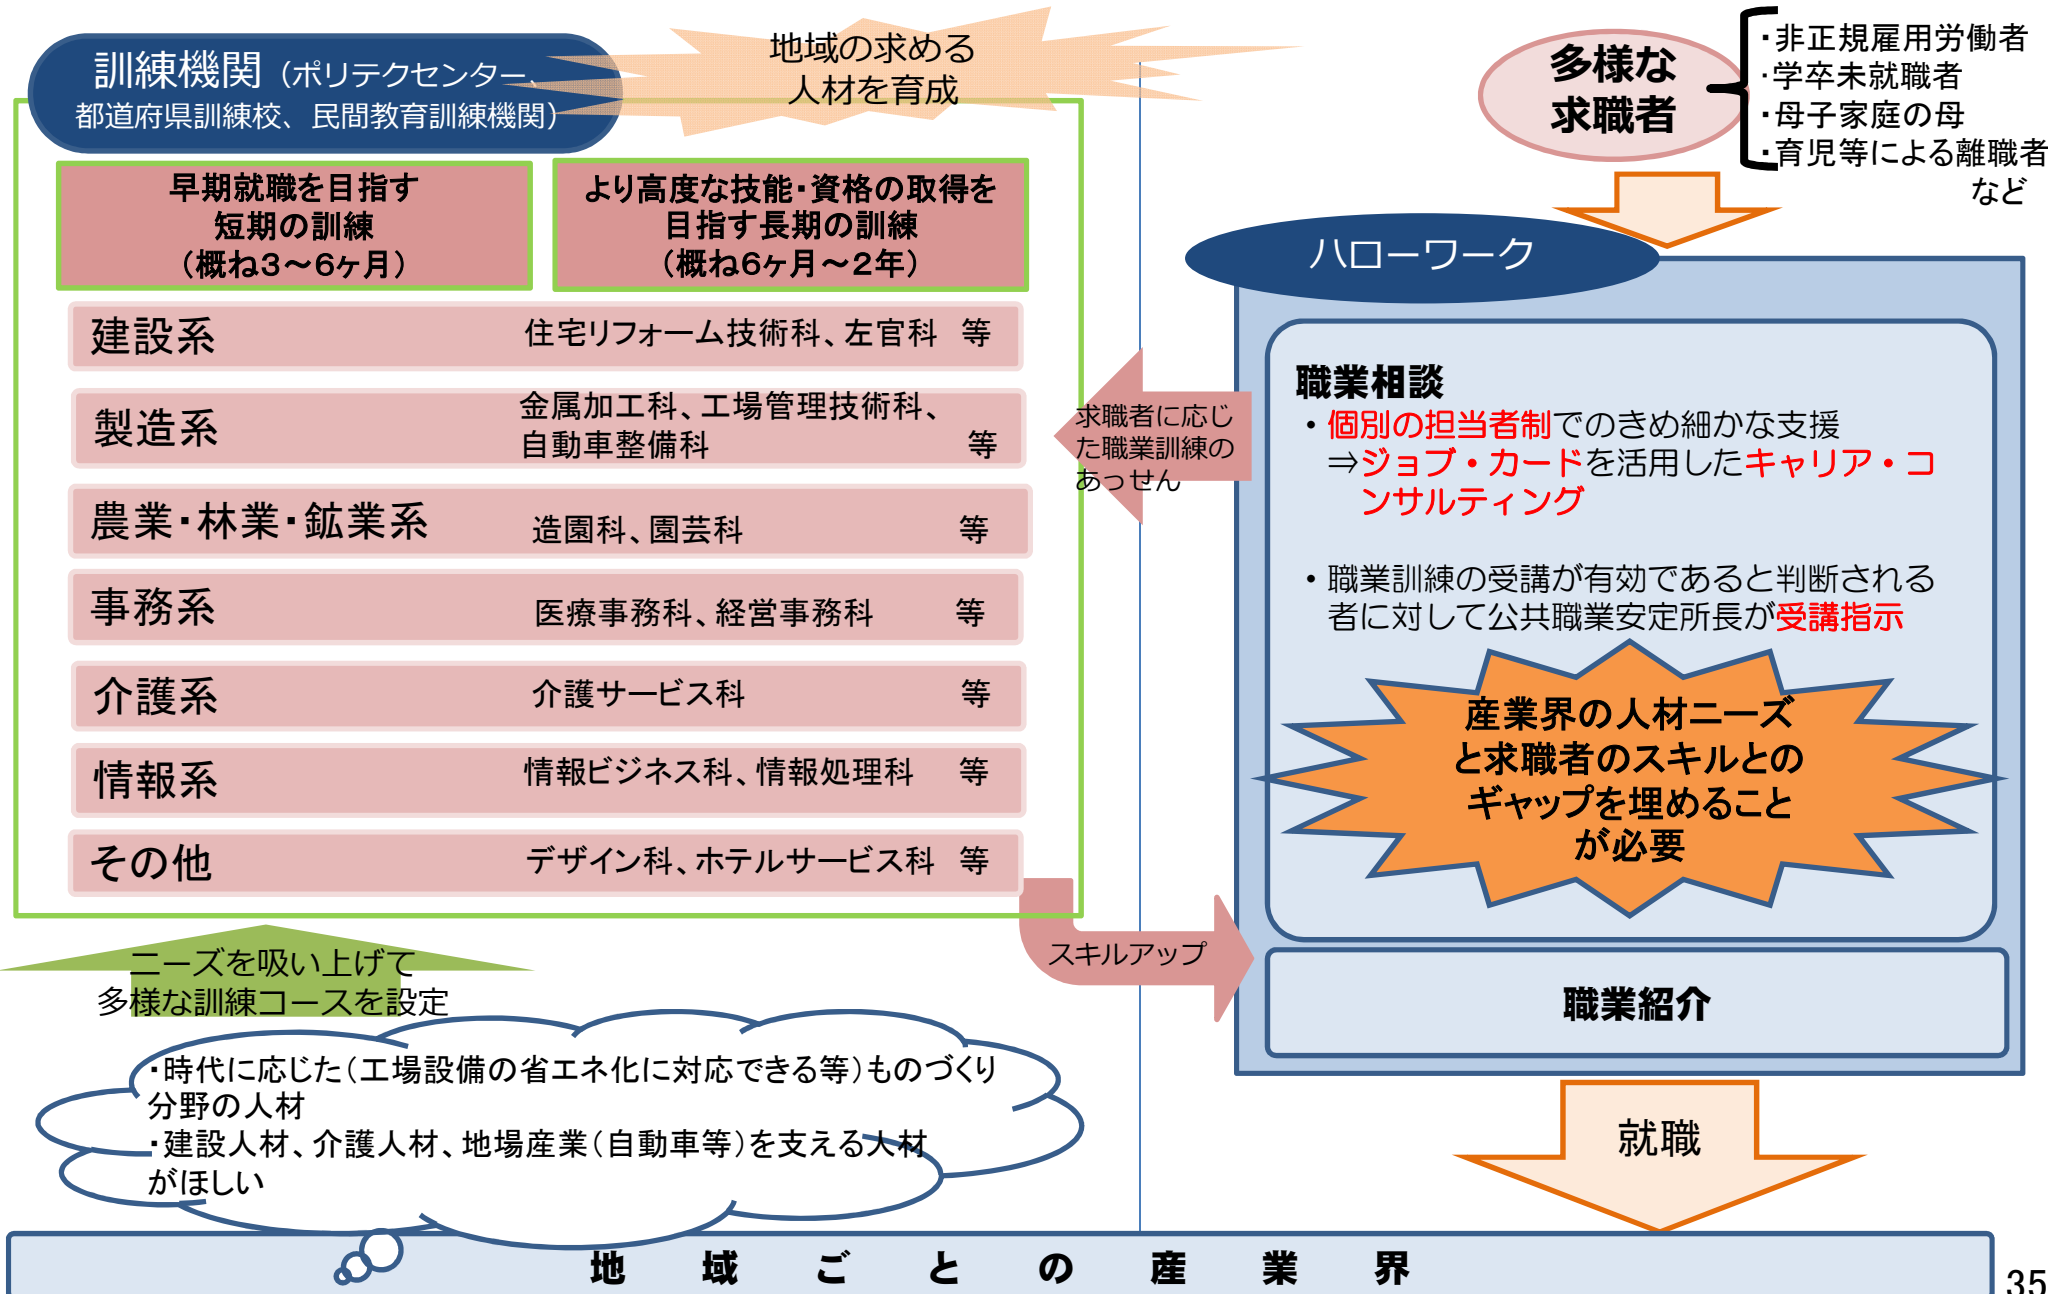 訓練機関（ポリテクセンター、
都道府県訓練校、民間教育訓練機関）
地域の求める
人材を育成
早期就職を目指す
短期の訓練
（概ね３～６ヶ月）
より高度な技能・資格の取得を
目指す長期の訓練
（概ね６ヶ月～２年）
建設系 住宅リフォーム技術科、左官科 等
製造系 金属加工科、工場管理技術科、
自動車整備科 等
農業・林業・鉱業系 造園科、園芸科 等
事務系 医療事務科、経営事務科 等
介護系 介護サービス科 等
情報系 情報ビジネス科、情報処理科 等
その他 デザイン科、ホテルサービス科 等
ニーズを吸い上げて
多様な訓練コースを設定
・時代に応じた（工場設備の省エネ化に対応できる等）ものづくり
分野の人材
・建設人材、介護人材、地場産業（自動車等）を支える人材
がほしい
求職者に応じ
た職業訓練の
あっせん
スキルアップ
多様な
求職者
・非正規雇用労働者
・学卒未就職者
・母子家庭の母
・育児等による離職者
など
ハローワーク
職業相談
・個別の担当者制でのきめ細かな支援
⇒ジョブ・カードを活用したキャリア・コ
ンサルティング
・職業訓練の受講が有効であると判断される
者に対して公共職業安定所長が受講指示
産業界の人材ニーズ
と求職者のスキルとの
ギャップを埋めること
が必要
職業紹介
就職
地域ごとの産業界
35